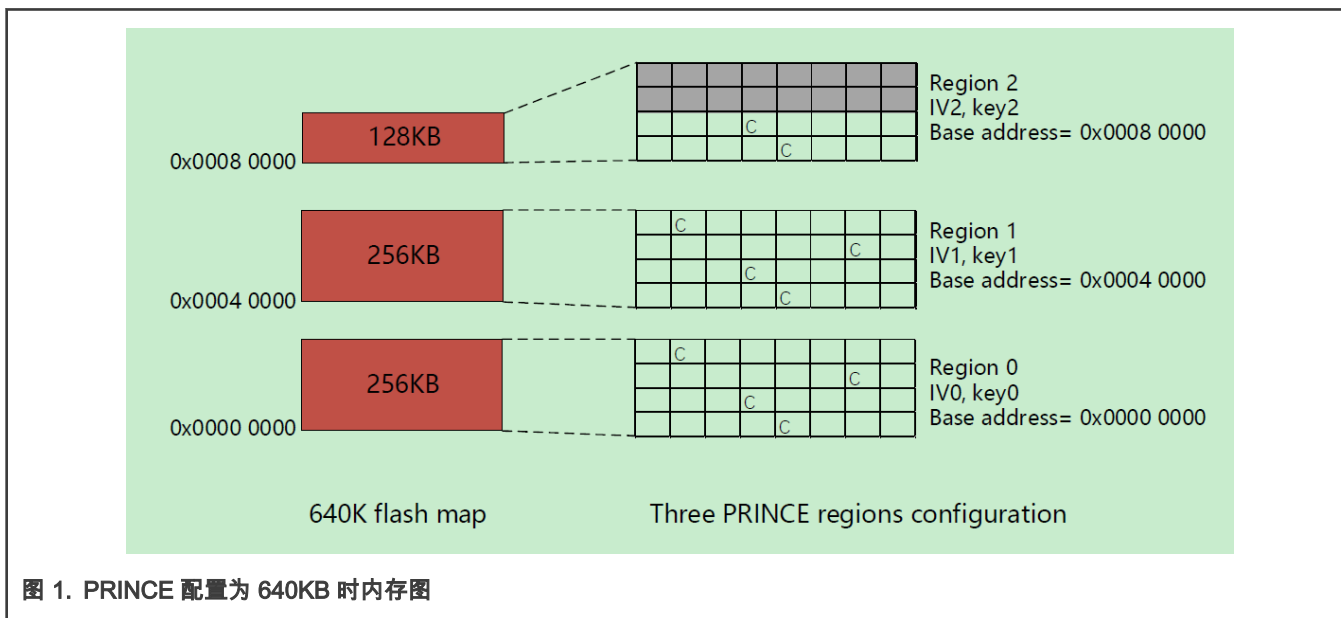 128KB
0x0008 0000
C
C
Region 2
IV2, key2
Base address= 0x0008 0000
256KB
0x0004 0000
C
C
C
C
Region 1
IV1, key1
Base address= 0x0004 0000
256KB
0x0000 0000
C
C
C
C
Region 0
IV0, key0
Base address= 0x0000 0000
640K flash map
Three PRINCE regions configuration
图 1. PRINCE 配置为 640KB 时内存图